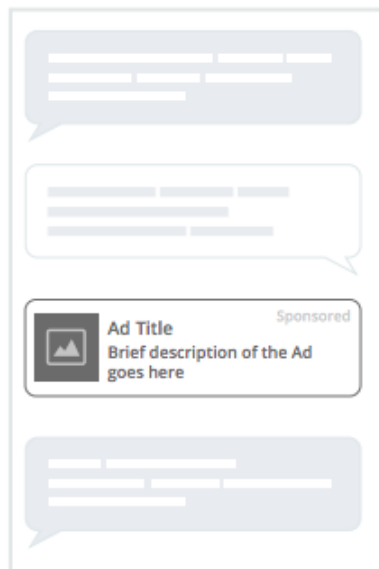 Sponsored
Ad Title
Brief description of the Ad
goes here